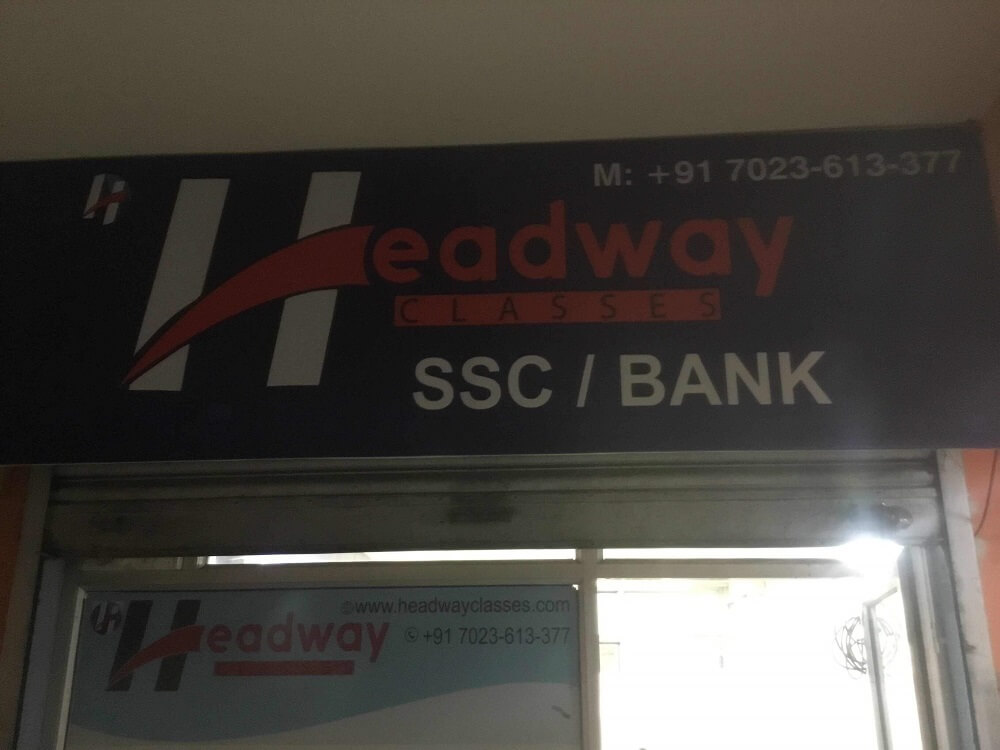 M: +91 7023-613-377
Headway
CLASSES
SSC / BANK
www.headwayclasses.com
Headway
+91 7023-613-377